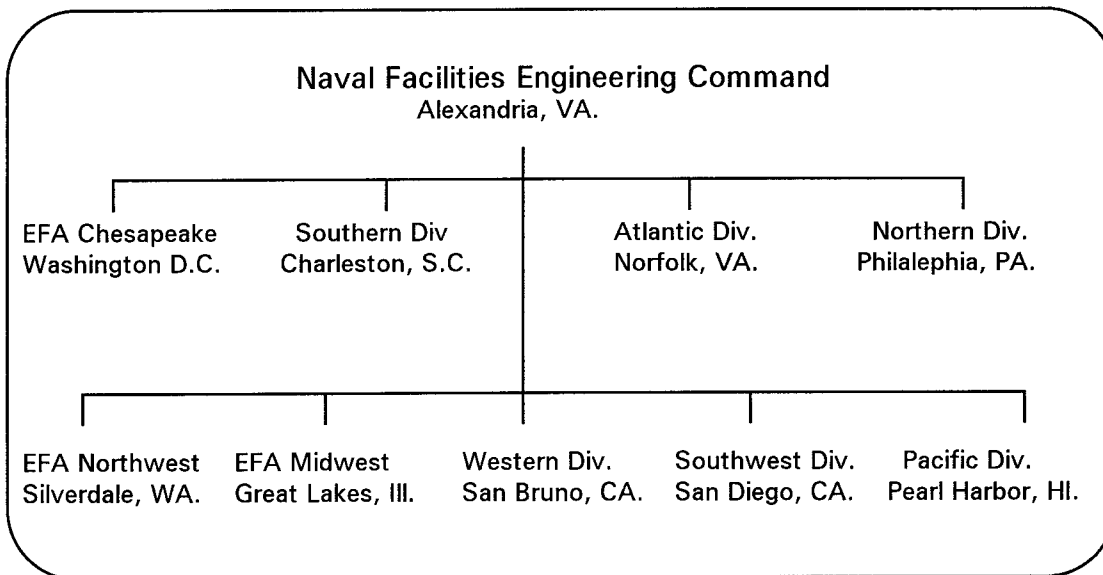 Naval Facilities Engineering Command
Alexandria, VA.
EFA Chesapeake
Washington D.C.
Southern Div
Charleston, S.C.
Atlantic Div.
Norfolk, VA.
Northern Div.
Philalephia, PA.
EFA Northwest
Silverdale, WA.
EFA Midwest
Great Lakes, Ill.
Western Div.
San Bruno, CA.
Southwest Div.
San Diego, CA.
Pacific Div.
Pearl Harbor, HI.